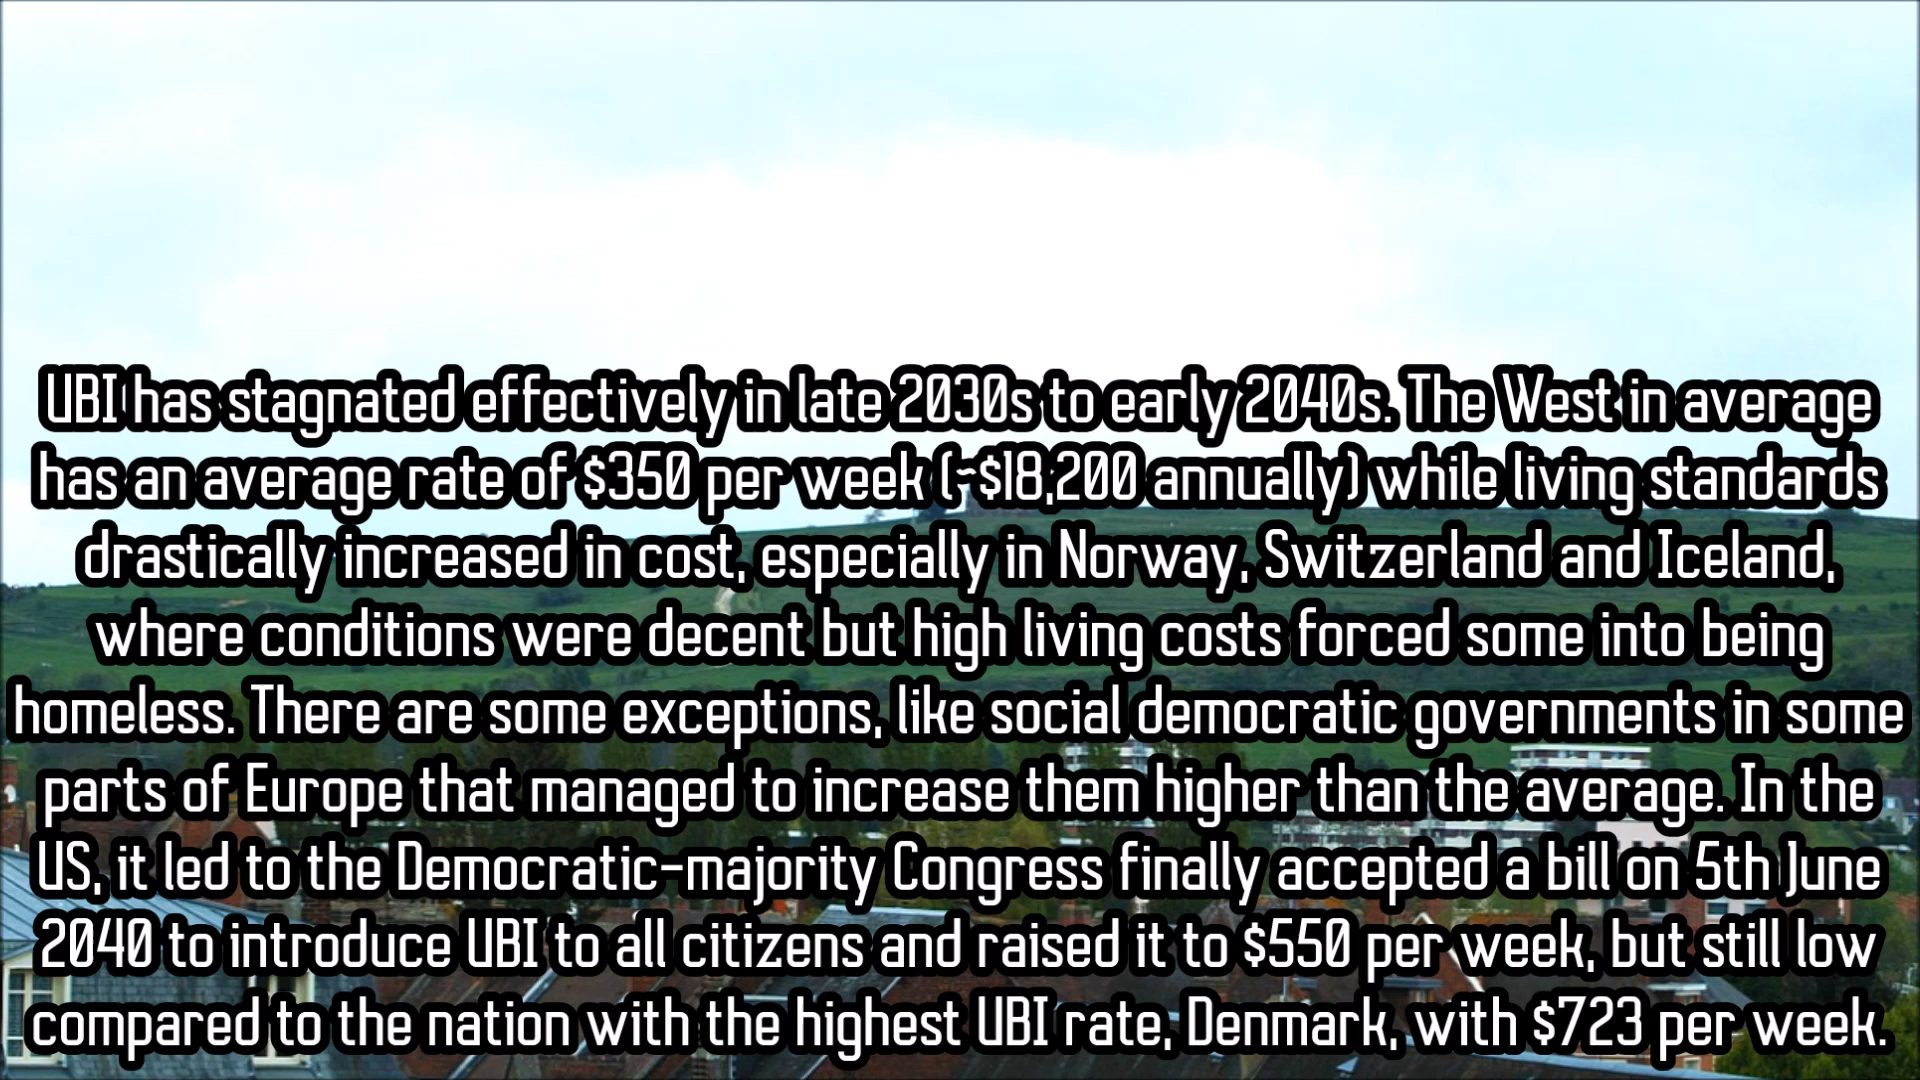 UBI has stagnated effectively in late 2030s to early 2040s. The West in average
has an average rate of $350 per week (~$18,200 annually) while living standards
drastically increased in cost, especially in Norway, Switzerland and Iceland,
where conditions were decent but high living costs forced some into being
homeless. There are some exceptions, like social democratic governments in some
parts of Europe that managed to increase them higher than the average. In the
US, it led to the Democratic-majority Congress finally accepted a bill on 5th June
2040 to introduce UBI to all citizens and raised it to $550 per week, but still low
compared to the nation with the highest UBI rate, Denmark, with $723 per week.